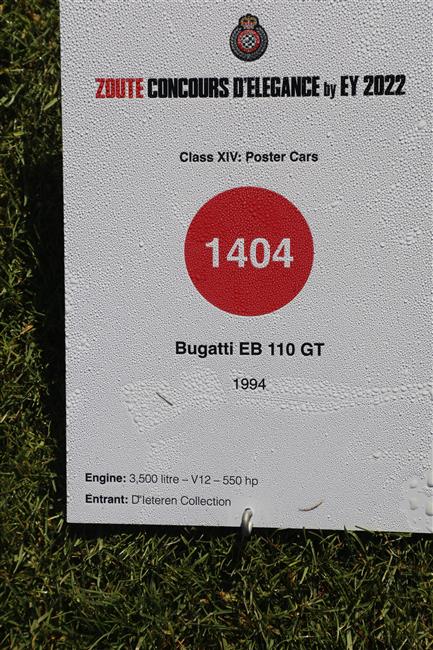 ZOUTE CONCOURS D'ELEGANCE by EY 2022
Class XIV: Poster Cars
1404
Bugatti EB 110 GT
1994
Engine: 3,500 litre – V12 – 550 hp
Entrant: D'Ieteren Collection